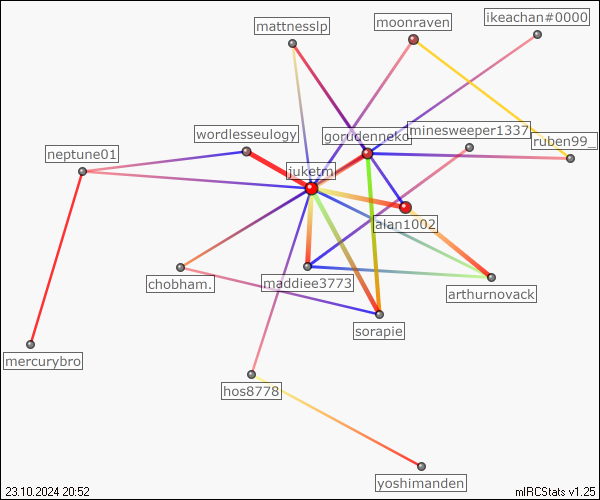 mattnesslp
moonraven
ikeachan#0000
wordlesseulogy
gorudenneko
minesweeper1337
ruben99_
neptune01
juketm
alan1002
chobham.
maddiee3773
arthurnovack
sorapie
mercurybro
hos8778
yoshimanden
23.10.2024 20:52
mIRCStats v1.25